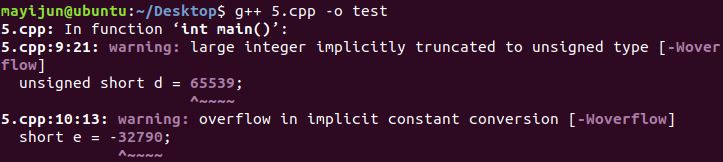 mayijun@ubuntu:~/Desktop$ g++ 5.cpp -o test
5.cpp: In function ‘int main()’:
5.cpp:9:21: warning: large integer implicitly truncated to unsigned type [-Wover
flow]
  unsigned short d = 65539;
                     ^~~~~
5.cpp:10:13: warning: overflow in implicit constant conversion [-Woverflow]
  short e = -32790;
             ^~~~~